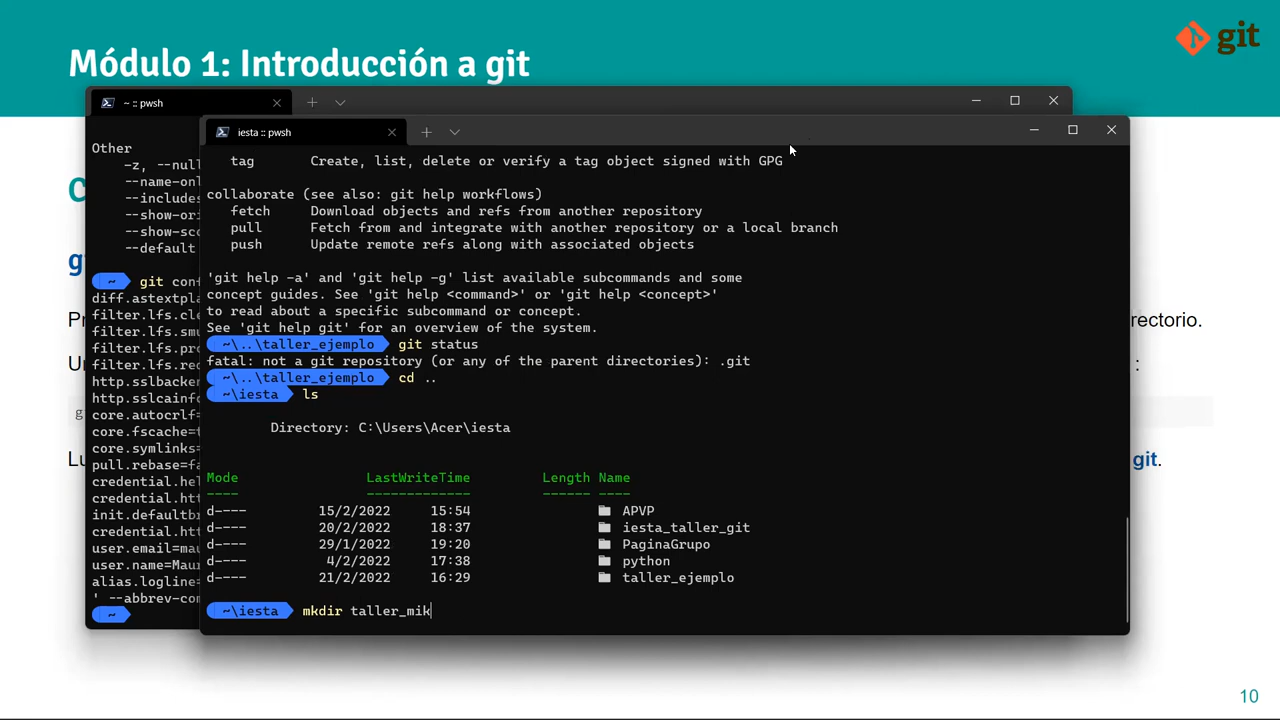 Módulo 1: Introducción a git
git
~ :: pwsh
Other
-z, --null
--name-onl
--includes
--show-ori
--show-sco
--default
~ git conf
diff.astextpla
filter.lfs.cle
filter.lfs.smu
filter.lfs.pro
filter.lfs.req
http.sslbacken
http.sslcainfo
core.autocrlf=
core.fscache=t
core.symlinks=
pull.rebase=fa
credential.hel
credential.htt
init.defaultbr
credential.htt
user.email=mau
user.name=Maur
alias.logline=
' --abbrev-com
~
iesta :: pwsh
tag Create, list, delete or verify a tag object signed with GPG
collaborate (see also: git help workflows)
fetch Download objects and refs from another repository
pull Fetch from and integrate with another repository or a local branch
push Update remote refs along with associated objects
'git help -a' and 'git help -g' list available subcommands and some
concept guides. See 'git help <command>' or 'git help <concept>'
to read about a specific subcommand or concept.
See 'git help git' for an overview of the system.
~\..\taller_ejemplo git status
fatal: not a git repository (or any of the parent directories): .git
~\..\taller_ejemplo cd ..
~\iesta ls
Directory: C:\Users\Acer\iesta
Mode LastWriteTime Length Name
---- ------------- ------ ----
d---- 15/2/2022 15:54 APVP
d---- 20/2/2022 18:37 iesta_taller_git
d---- 29/1/2022 19:20 PaginaGrupo
d---- 4/2/2022 17:38 python
d---- 21/2/2022 16:29 taller_ejemplo
~\iesta mkdir taller_mik
rectorio.
:
git.
10